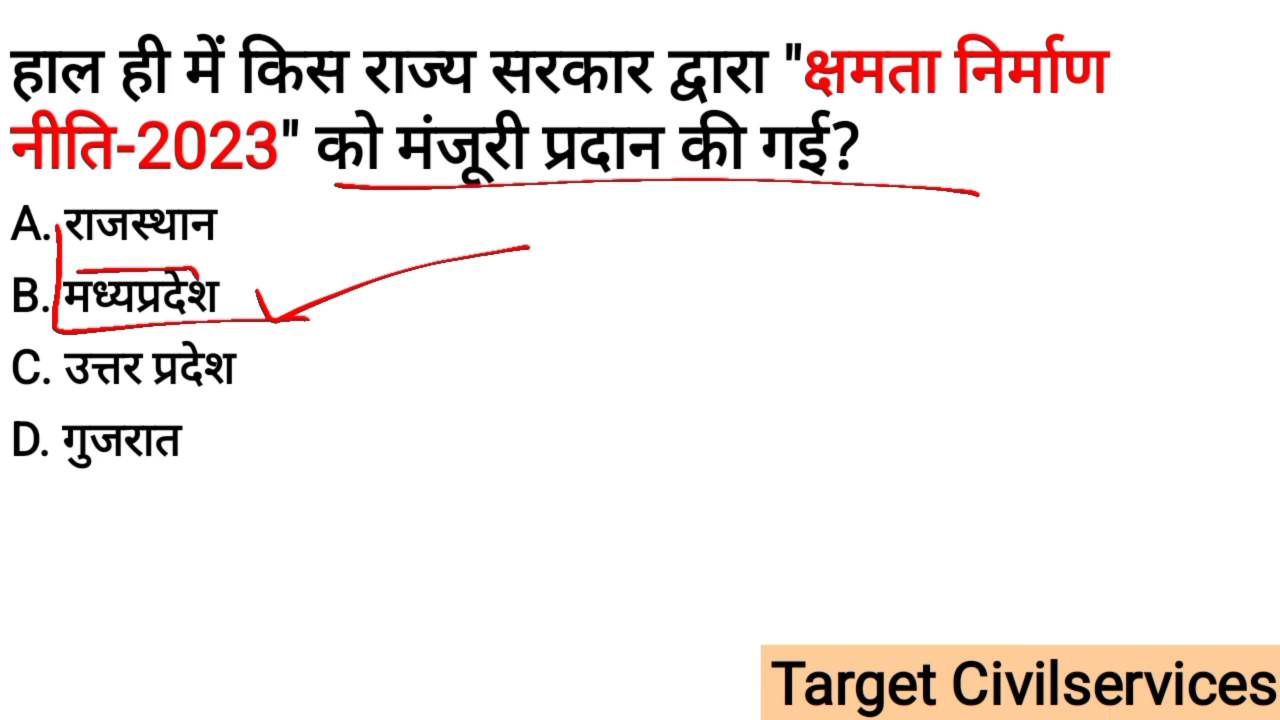 हाल ही में किस राज्य सरकार द्वारा "क्षमता निर्माण
नीति-2023" को मंजूरी प्रदान की गई?
A. राजस्थान
B. मध्यप्रदेश
C. उत्तर प्रदेश
D. गुजरात
Target Civilservices